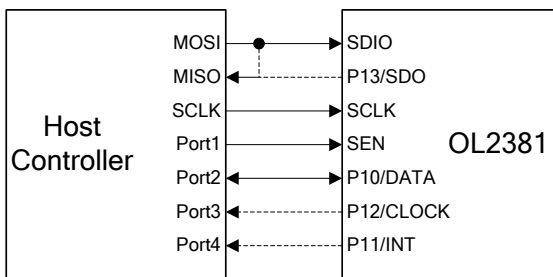 MOSI SDIO
MISO P13/SDO
SCLK SCLK
Host Controller
Port1 SEN
OL2381
Port2 P10/DATA
Port3 P12/CLOCK
Port4 P11/INT